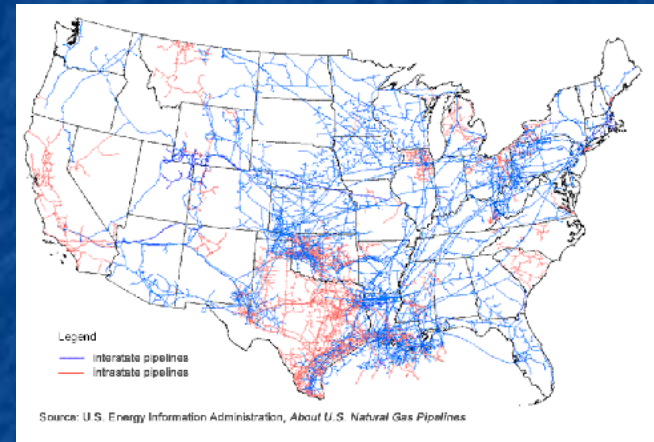 Legend
interstate pipelines
intrastate pipelines
Source: U.S. Energy Information Administration, About U.S. Natural Gas Pipelines